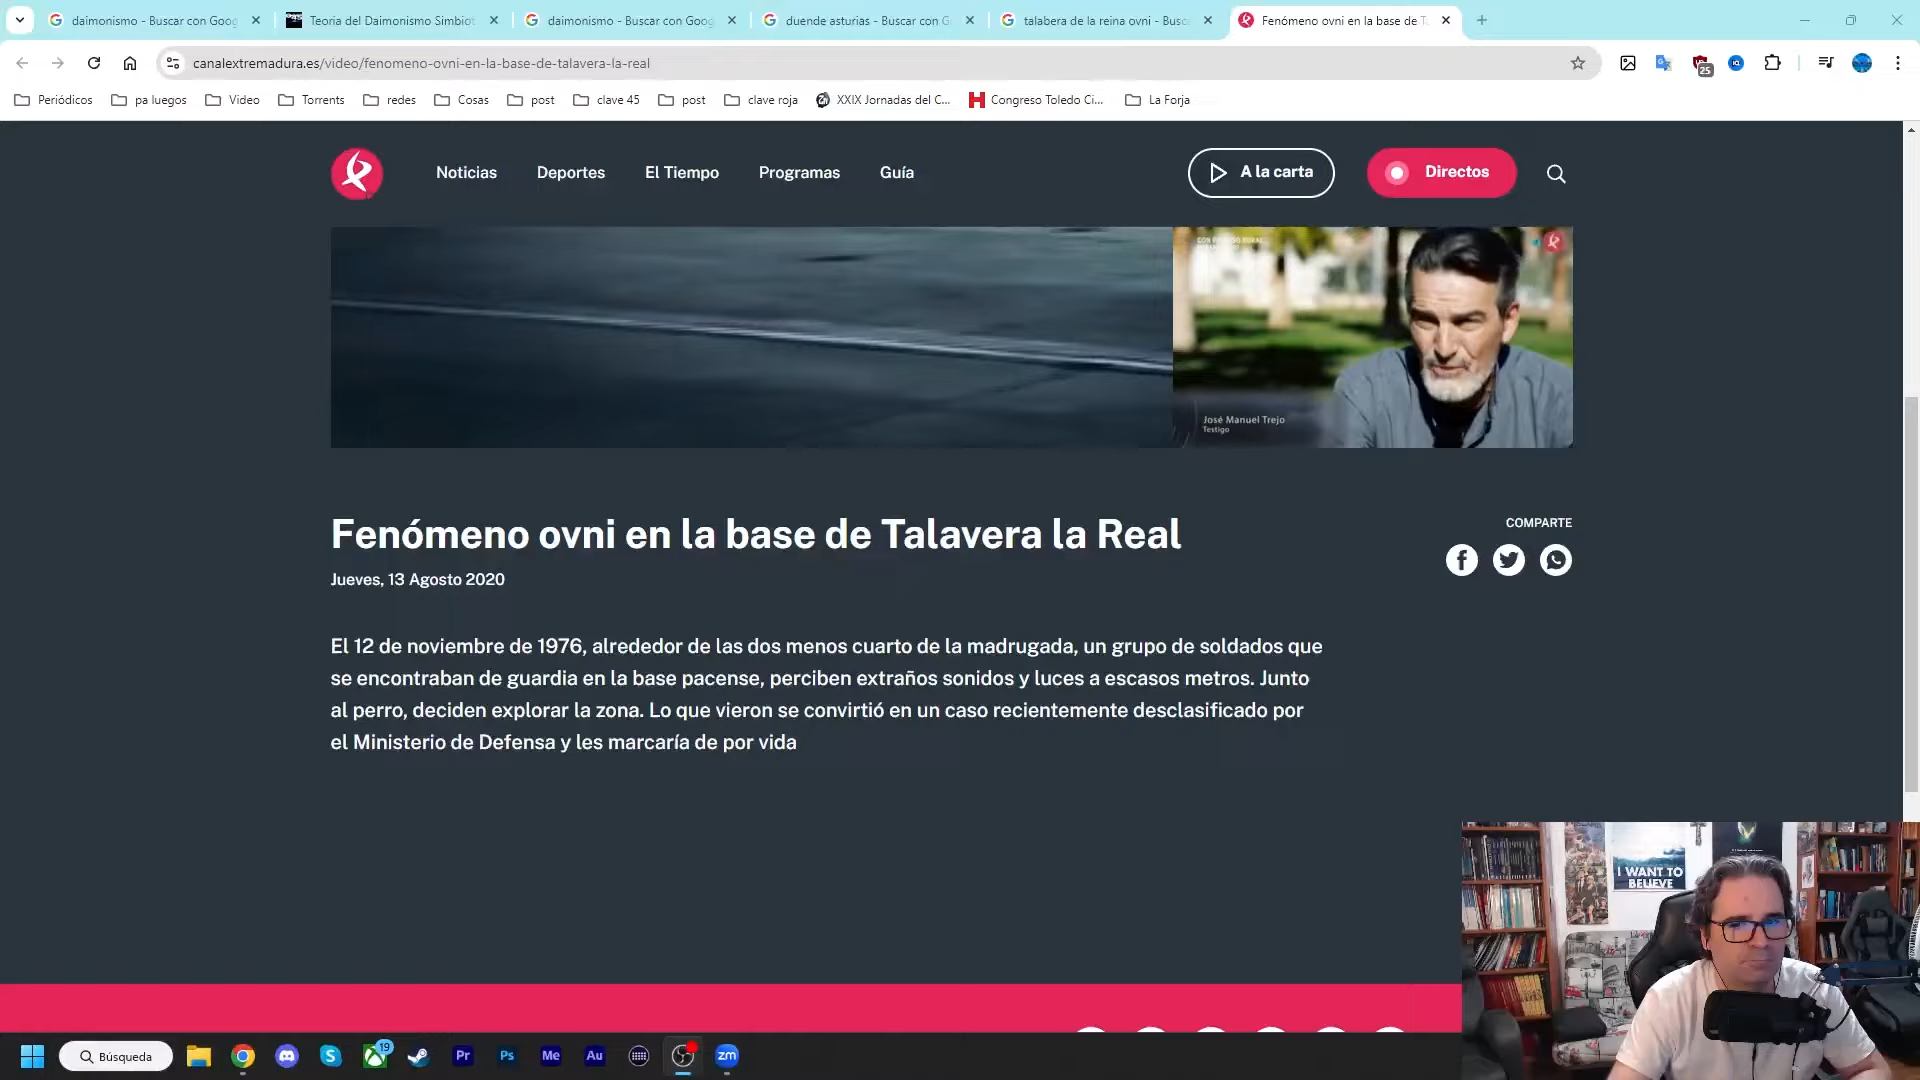 daimonismo - Buscar con Goog
Teoria del Daimonismo Simbiot
daimonismo - Buscar con Goog
duende asturias - Buscar con G
talabera de la reina ovni - Busc
Fenómeno ovni en la base de T
canalextremadura.es/video/fenomeno-ovni-en-la-base-de-talavera-la-real
25
Periódicos
pa luegos
Video
Torrents
redes
Cosas
post
clave 45
post
clave roja
XXIX Jornadas del C...
Congreso Toledo Ci...
La Forja
Noticias
Deportes
El Tiempo
Programas
Guía
A la carta
Directos
José Manuel Trejo
Testigo
Fenómeno ovni en la base de Talavera la Real
Jueves, 13 Agosto 2020
COMPARTE
El 12 de noviembre de 1976, alrededor de las dos menos cuarto de la madrugada, un grupo de soldados que
se encontraban de guardia en la base pacense, perciben extraños sonidos y luces a escasos metros. Junto
al perro, deciden explorar la zona. Lo que vieron se convirtió en un caso recientemente desclasificado por
el Ministerio de Defensa y les marcaría de por vida
I WANT TO
BELIEVE
Búsqueda
19
Pr
Ps
Me
Au
zm